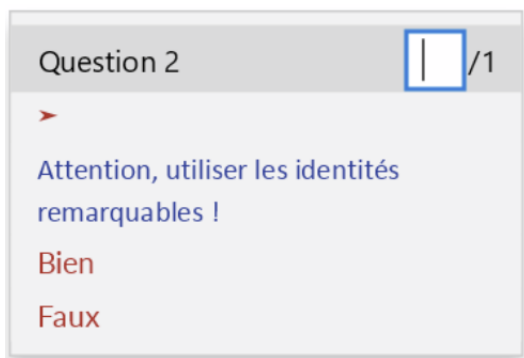 Question 2 /1
➤
Attention, utiliser les identités
remarquables !
Bien
Faux